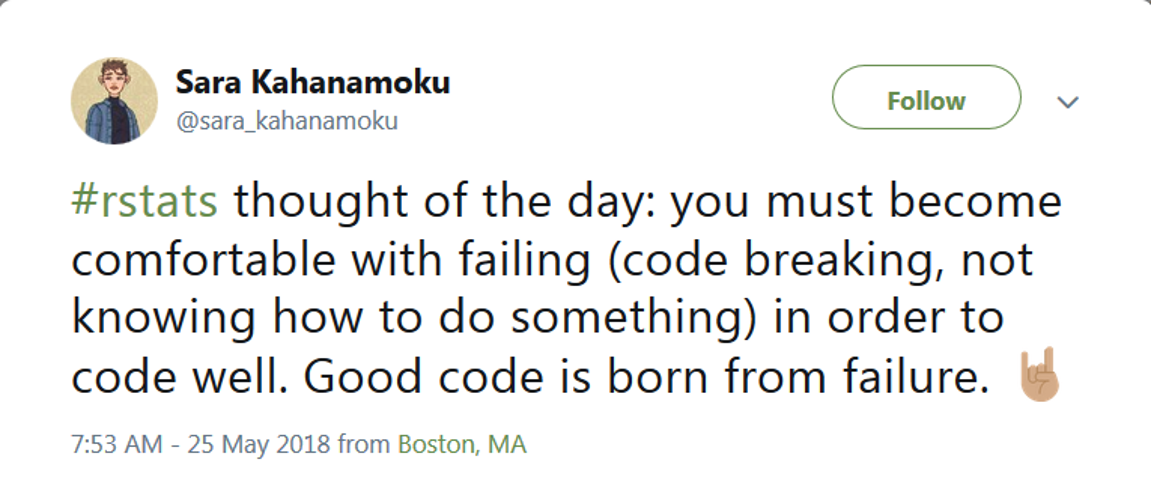 Sara Kahanamoku
@sara_kahanamoku
Follow
#rstats thought of the day: you must become
comfortable with failing (code breaking, not
knowing how to do something) in order to
code well. Good code is born from failure. 🤘🏼
7:53 AM - 25 May 2018 from Boston, MA